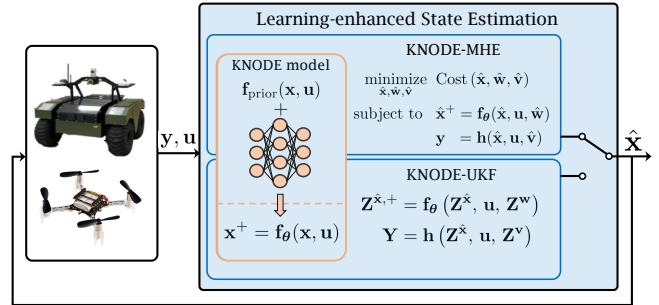 Learning-enhanced State Estimation
KNODE-MHE
KNODE model
f_prior(x, u)
+
x⁺ = f_θ(x, u)
minimize Cost (x̂, ŵ, v̂)
x̂,ŵ,v̂
subject to x̂⁺ = f_θ(x̂, u, ŵ)
y = h(x̂, u, v̂)
KNODE-UKF
Z^x̂,+ = f_θ (Z^x̂, u, Z^w)
Y = h (Z^x̂, u, Z^v)
y, u
x̂